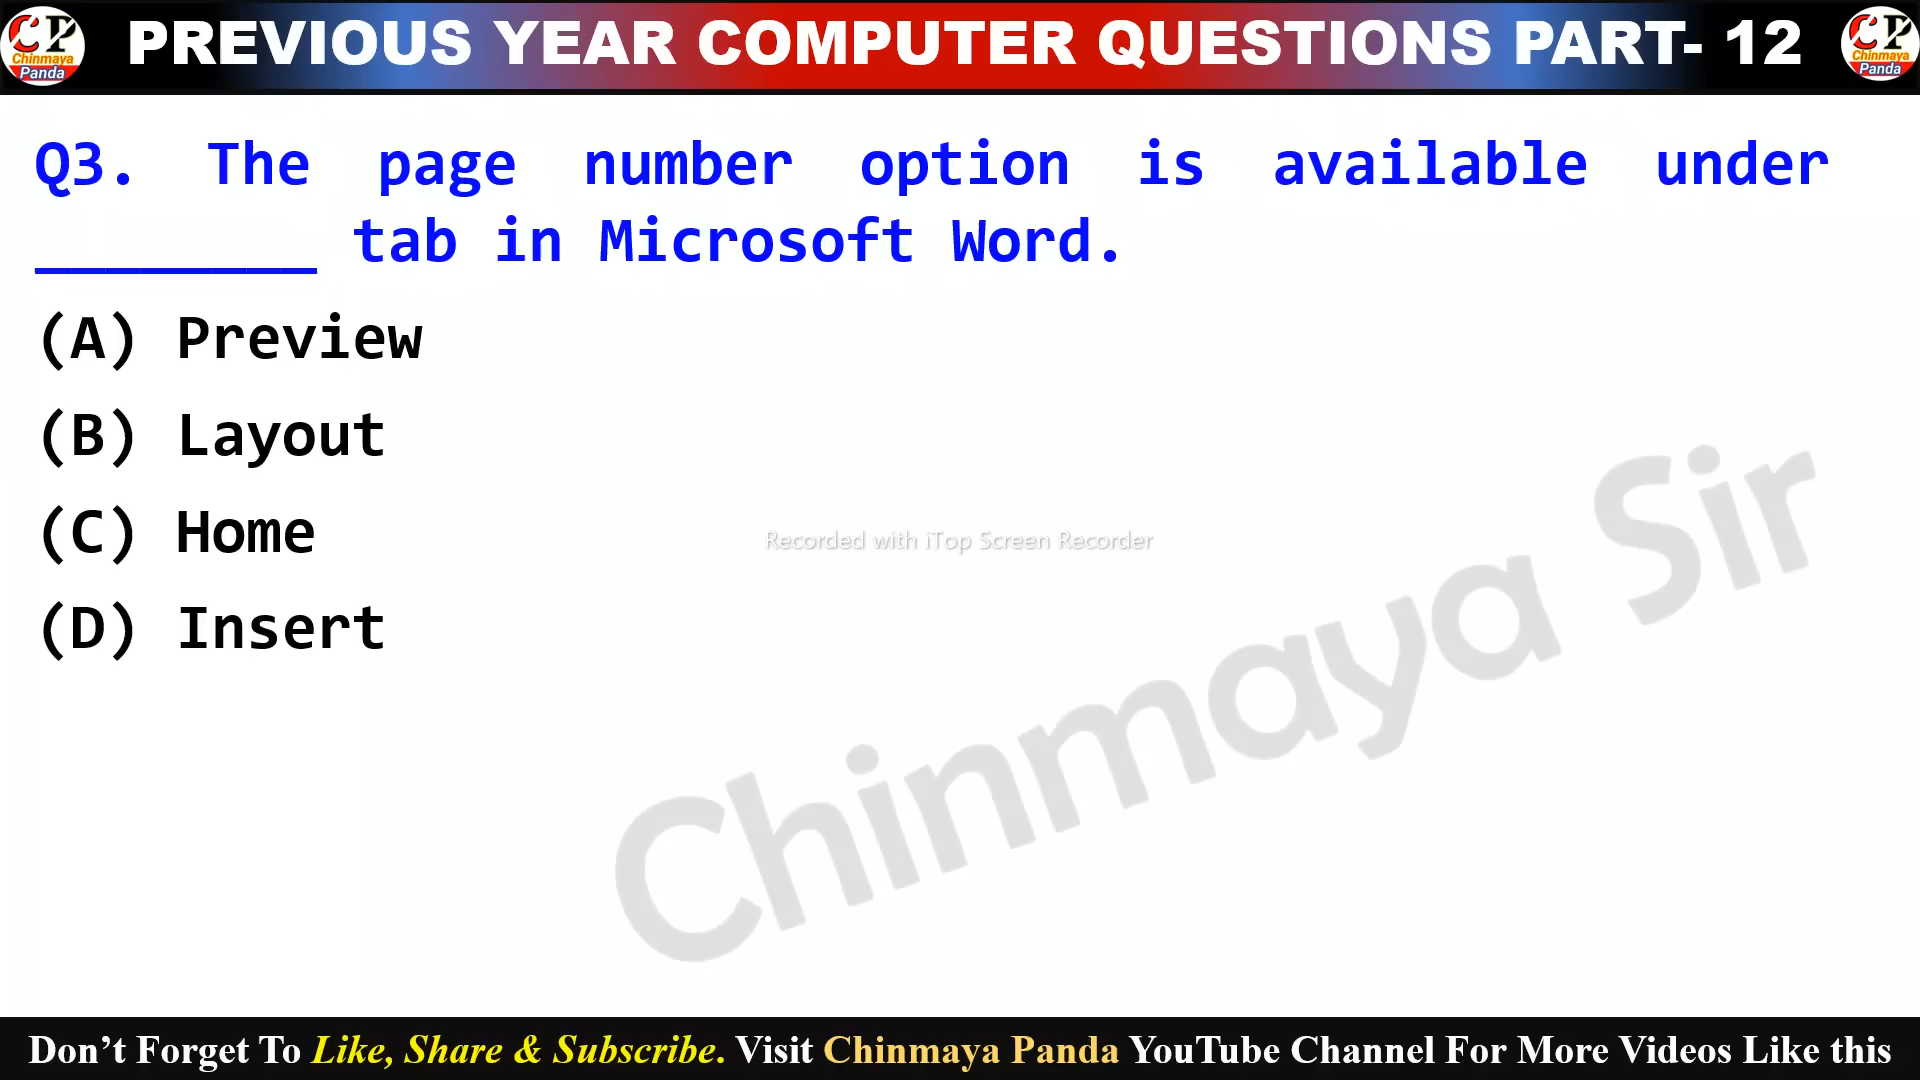 CP Chinmaya Panda
PREVIOUS YEAR COMPUTER QUESTIONS PART- 12
CP Chinmaya Panda
Q3. The page number option is available under
________ tab in Microsoft Word.
(A) Preview
(B) Layout
(C) Home
(D) Insert
Recorded with iTop Screen Recorder
Chinmaya Sir
Don’t Forget To Like, Share & Subscribe. Visit Chinmaya Panda YouTube Channel For More Videos Like this